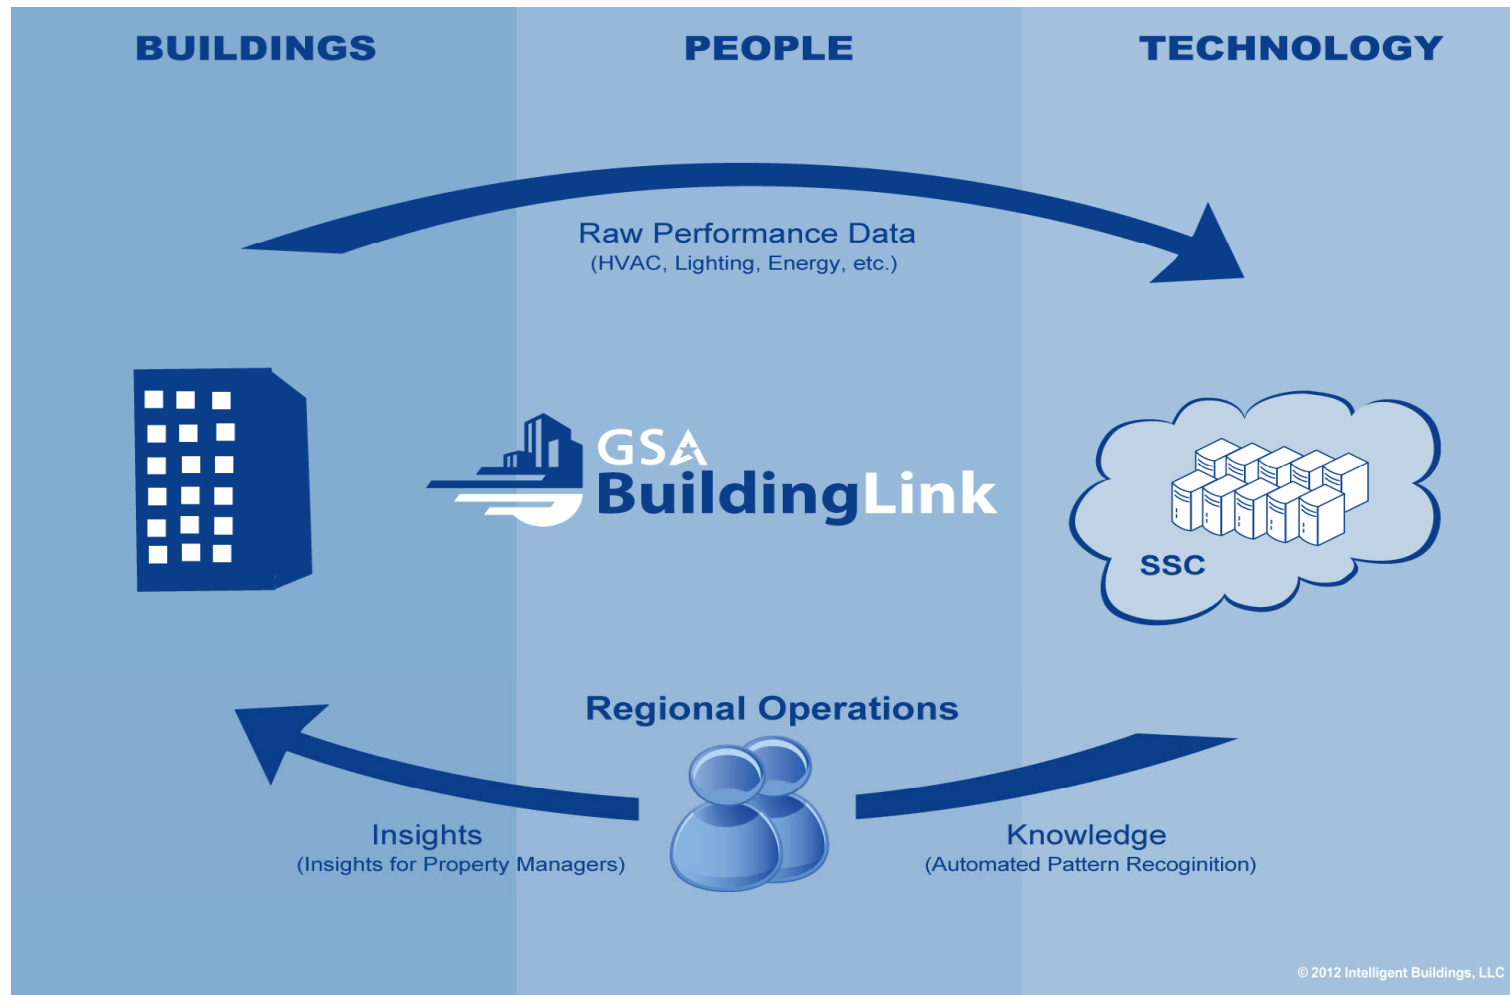 BUILDINGS PEOPLE TECHNOLOGY
Raw Performance Data
(HVAC, Lighting, Energy, etc.)
GSA
BuildingLink
SSC
Regional Operations
Insights
(Insights for Property Managers)
Knowledge
(Automated Pattern Recoginition)
© 2012 Intelligent Buildings, LLC